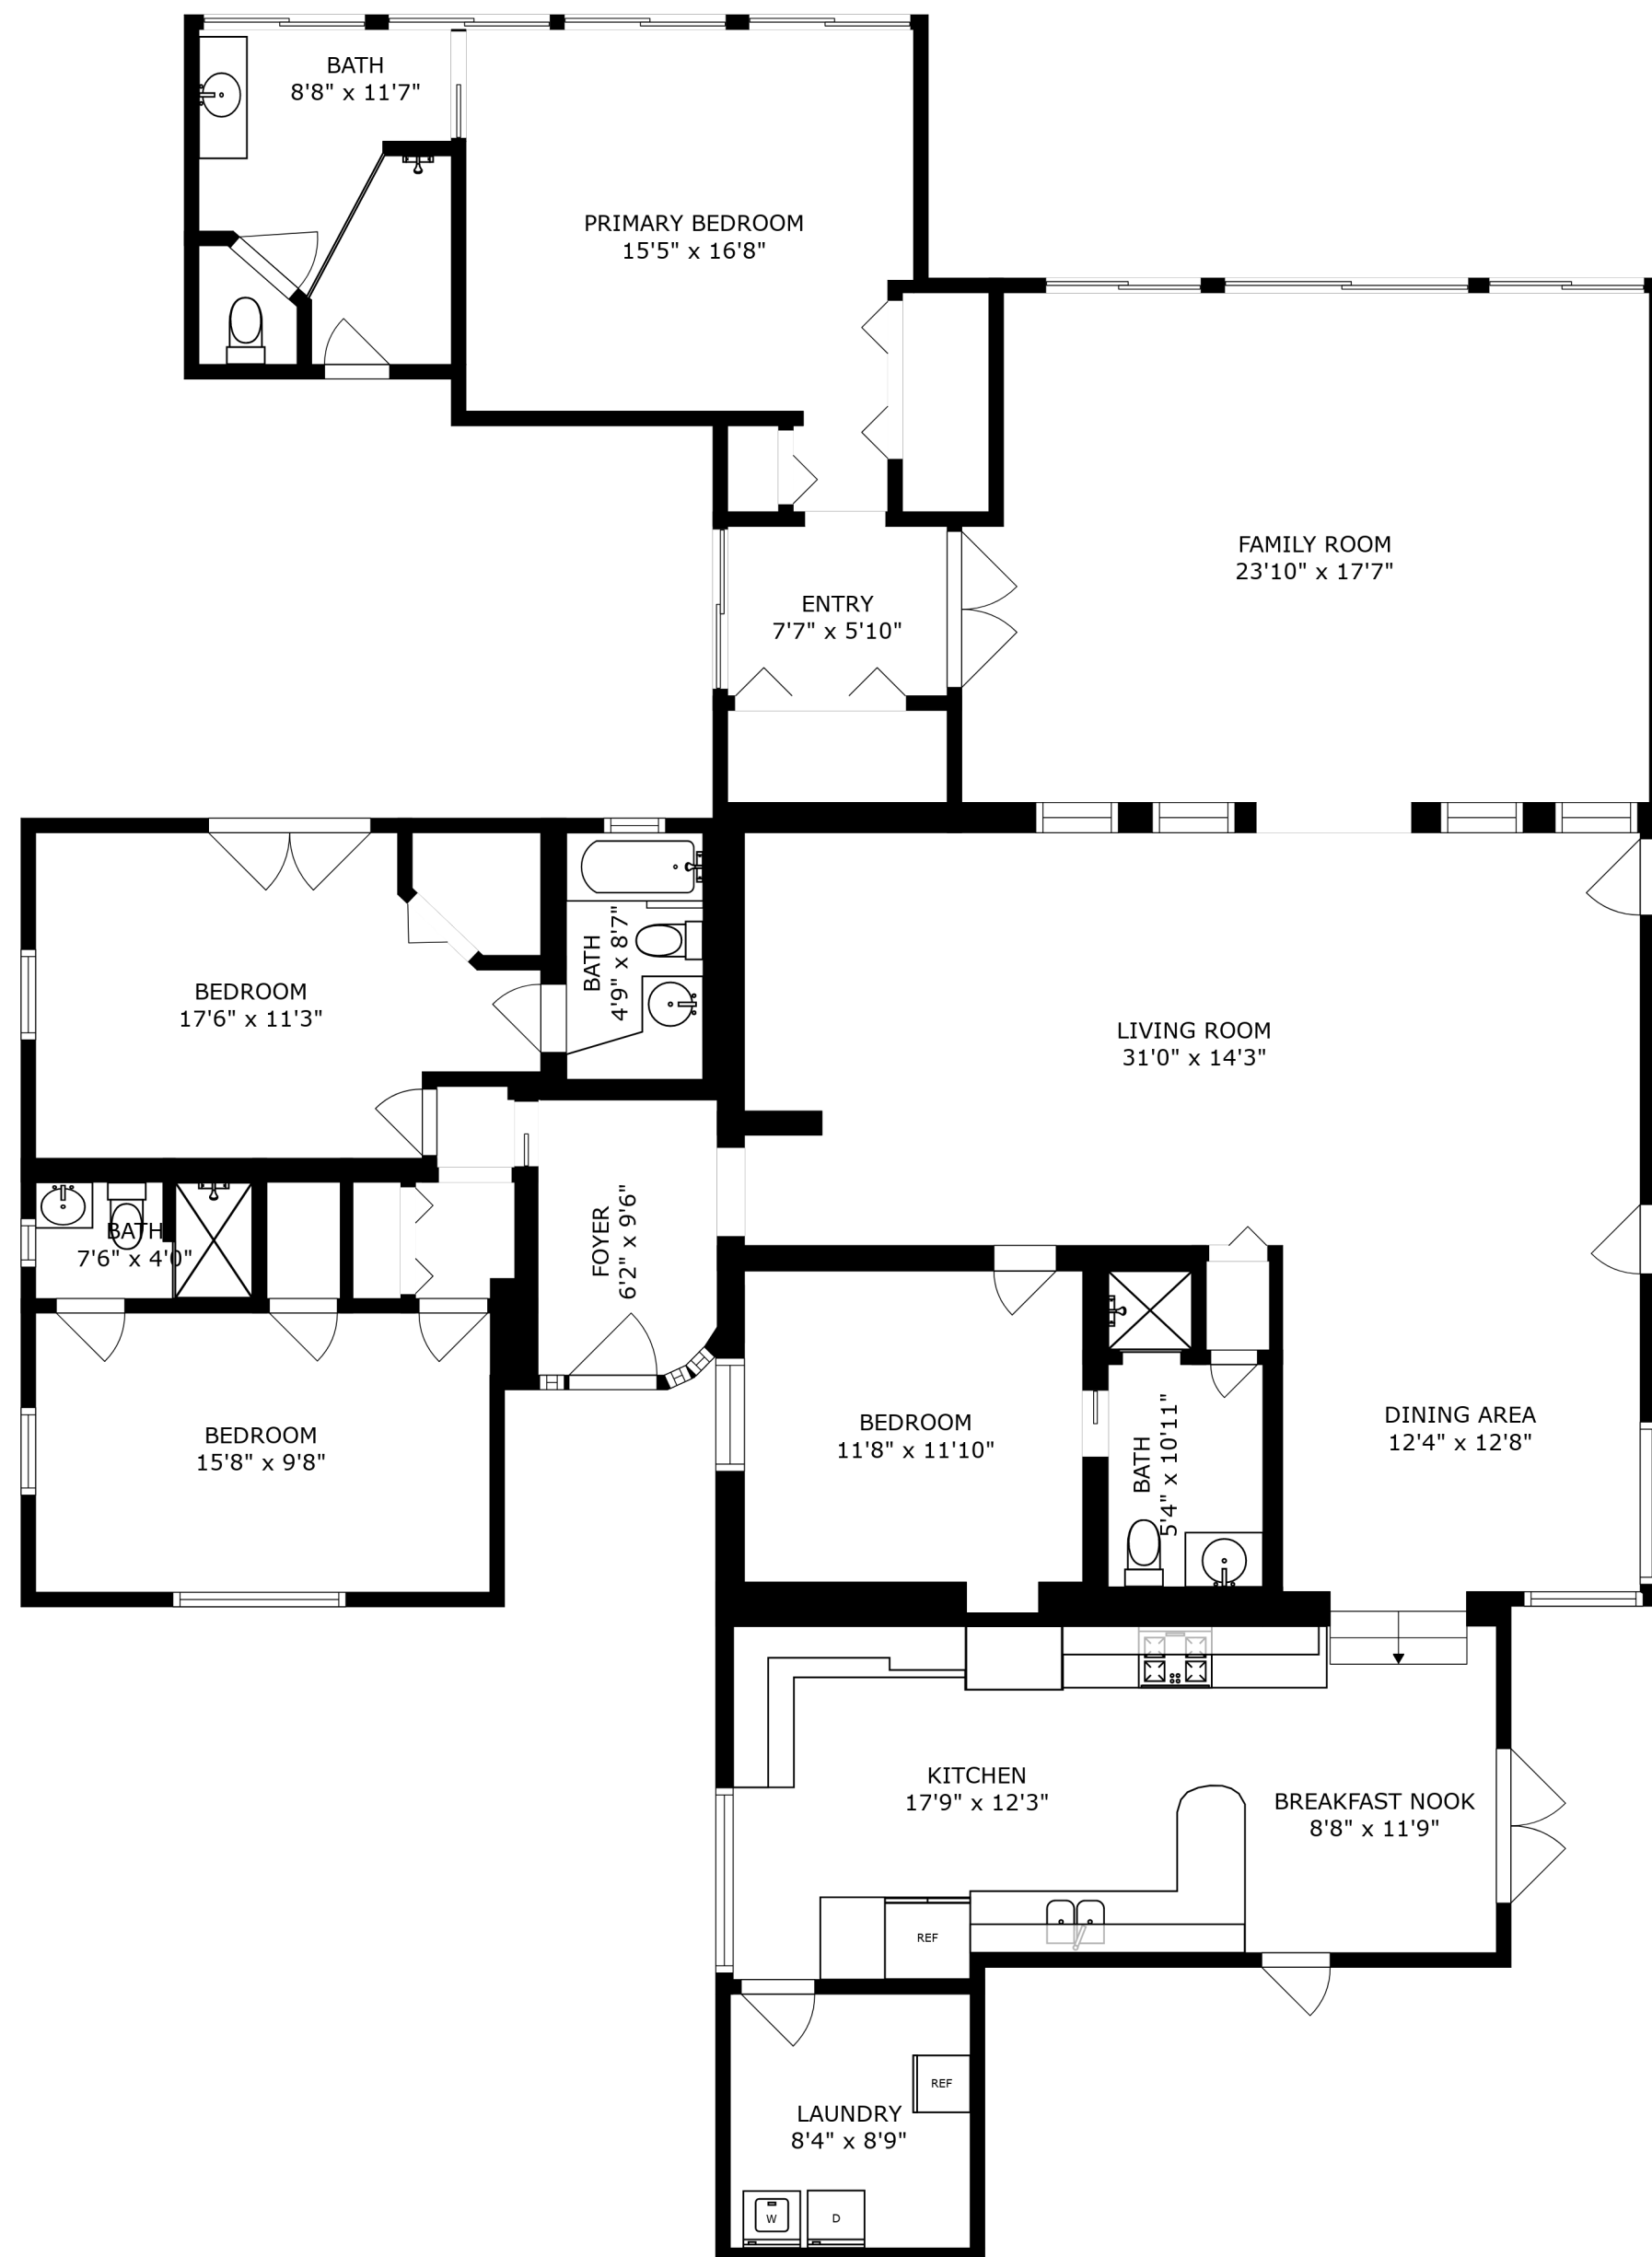 BATH
8'8" x 11'7"
PRIMARY BEDROOM
15'5" x 16'8"
FAMILY ROOM
23'10" x 17'7"
ENTRY
7'7" x 5'10"
BEDROOM
17'6" x 11'3"
BATH
4'9" x 8'7"
LIVING ROOM
31'0" x 14'3"
BATH
7'6" x 4'0"
FOYER
6'2" x 9'6"
BEDROOM
15'8" x 9'8"
BEDROOM
11'8" x 11'10"
BATH
5'4" x 10'11"
DINING AREA
12'4" x 12'8"
KITCHEN
17'9" x 12'3"
BREAKFAST NOOK
8'8" x 11'9"
REF
REF
LAUNDRY
8'4" x 8'9"
W
D